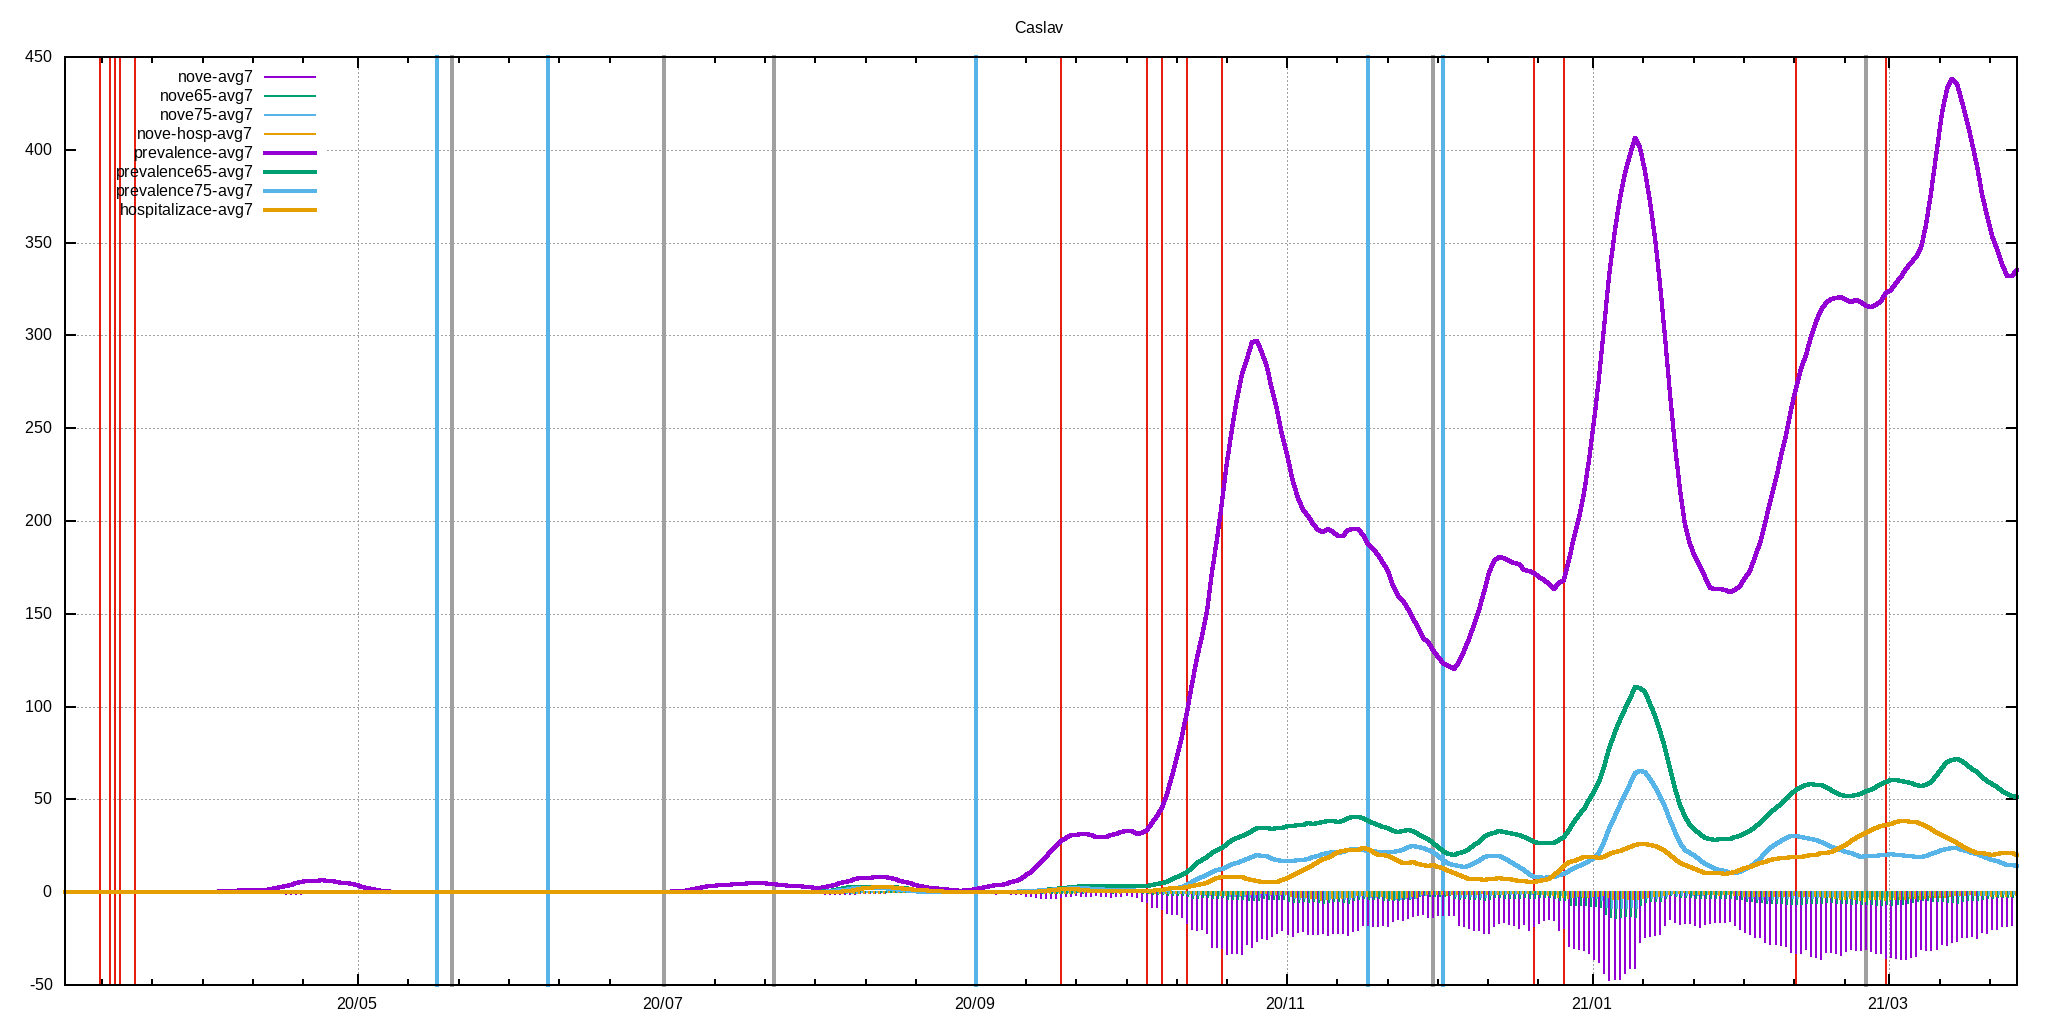 Caslav
450
400
350
300
250
200
150
100
50
0
-50
nove-avg7
nove65-avg7
nove75-avg7
nove-hosp-avg7
prevalence-avg7
prevalence65-avg7
prevalence75-avg7
hospitalizace-avg7
20/05 20/07 20/09 20/11 21/01 21/03